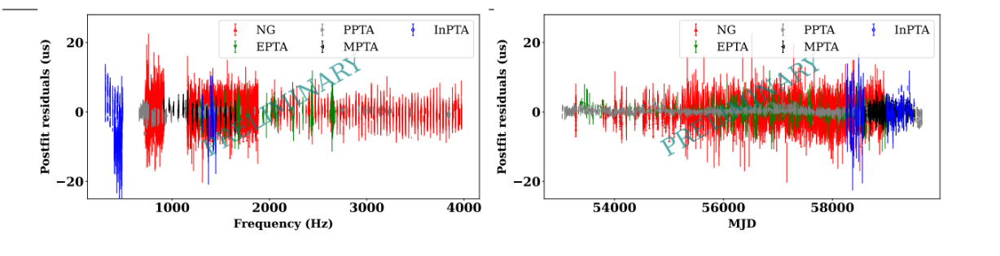 NG PPTA InPTA
EPTA MPTA
20
0
−20
Postfit residuals (us)
PRELIMINARY
1000 2000 3000 4000
Frequency (Hz)
NG PPTA InPTA
EPTA MPTA
20
0
−20
Postfit residuals (us)
PRELIMINARY
54000 56000 58000
MJD